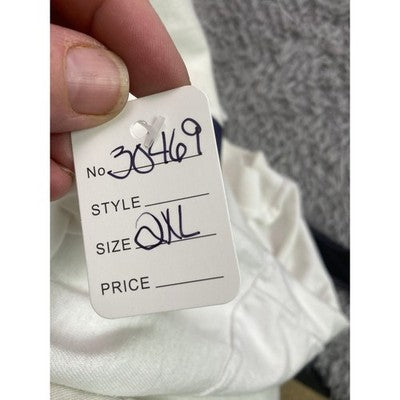 No. 30469
STYLE
SIZE 2XL
PRICE